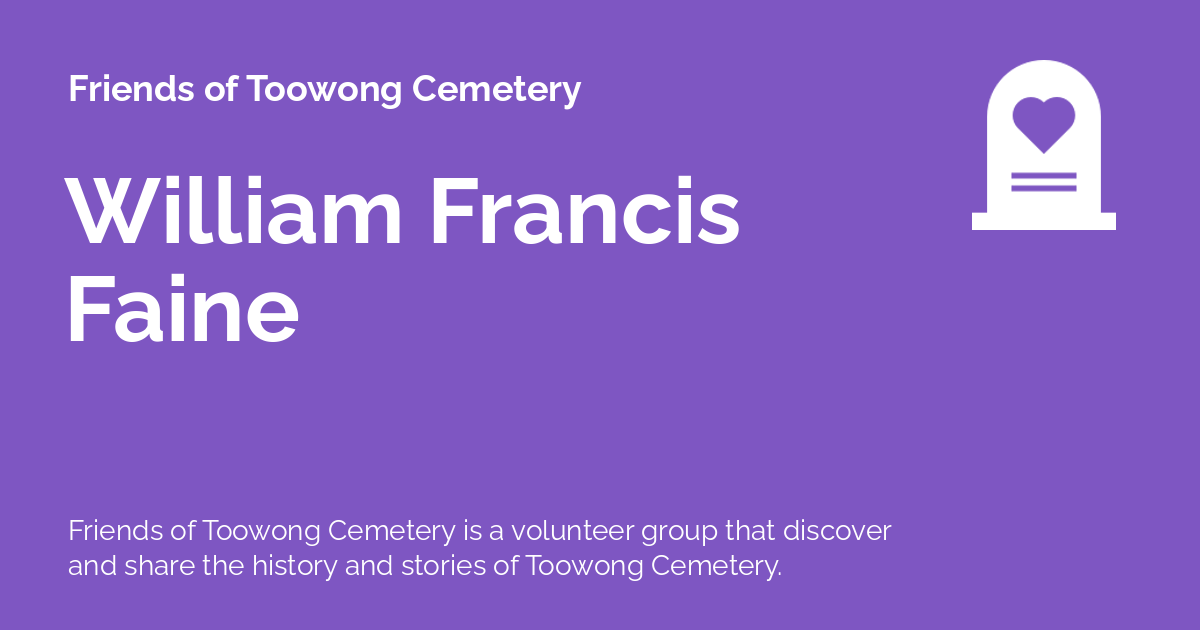 Friends of Toowong Cemetery
William Francis
Faine
Friends of Toowong Cemetery is a volunteer group that discover
and share the history and stories of Toowong Cemetery.